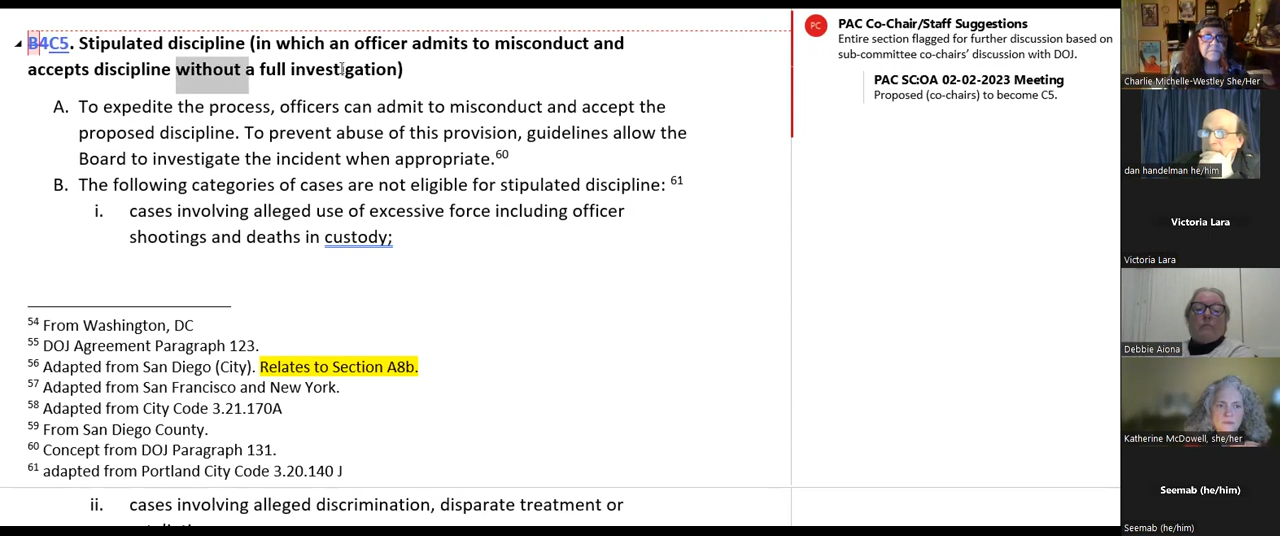 B4C5. Stipulated discipline (in which an officer admits to misconduct and
accepts discipline without a full investigation)
A. To expedite the process, officers can admit to misconduct and accept the
proposed discipline. To prevent abuse of this provision, guidelines allow the
Board to investigate the incident when appropriate.60
B. The following categories of cases are not eligible for stipulated discipline: 61
i. cases involving alleged use of excessive force including officer
shootings and deaths in custody;
54 From Washington, DC
55 DOJ Agreement Paragraph 123.
56 Adapted from San Diego (City). Relates to Section A8b.
57 Adapted from San Francisco and New York.
58 Adapted from City Code 3.21.170A
59 From San Diego County.
60 Concept from DOJ Paragraph 131.
61 adapted from Portland City Code 3.20.140 J
ii. cases involving alleged discrimination, disparate treatment or
PC
PAC Co-Chair/Staff Suggestions
Entire section flagged for further discussion based on
sub-committee co-chairs' discussion with DOJ.
PAC SC:OA 02-02-2023 Meeting
Proposed (co-chairs) to become C5.
Charlie Michelle-Westley She/Her
dan handelman he/him
Victoria Lara
Victoria Lara
Debbie Aiona
Katherine McDowell, she/her
Seemab (he/him)
Seemab (he/him)